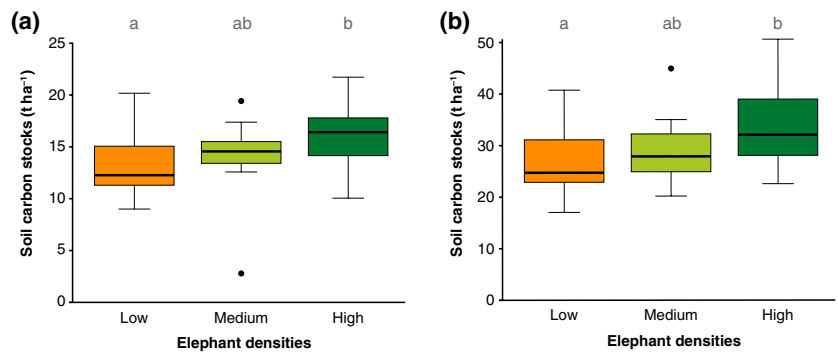 (a)
a ab b
25
20
15
10
5
0
Soil carbon stocks (t ha⁻¹)
Low Medium High
Elephant densities
(b)
a ab b
50
40
30
20
10
0
Soil carbon stocks (t ha⁻¹)
Low Medium High
Elephant densities